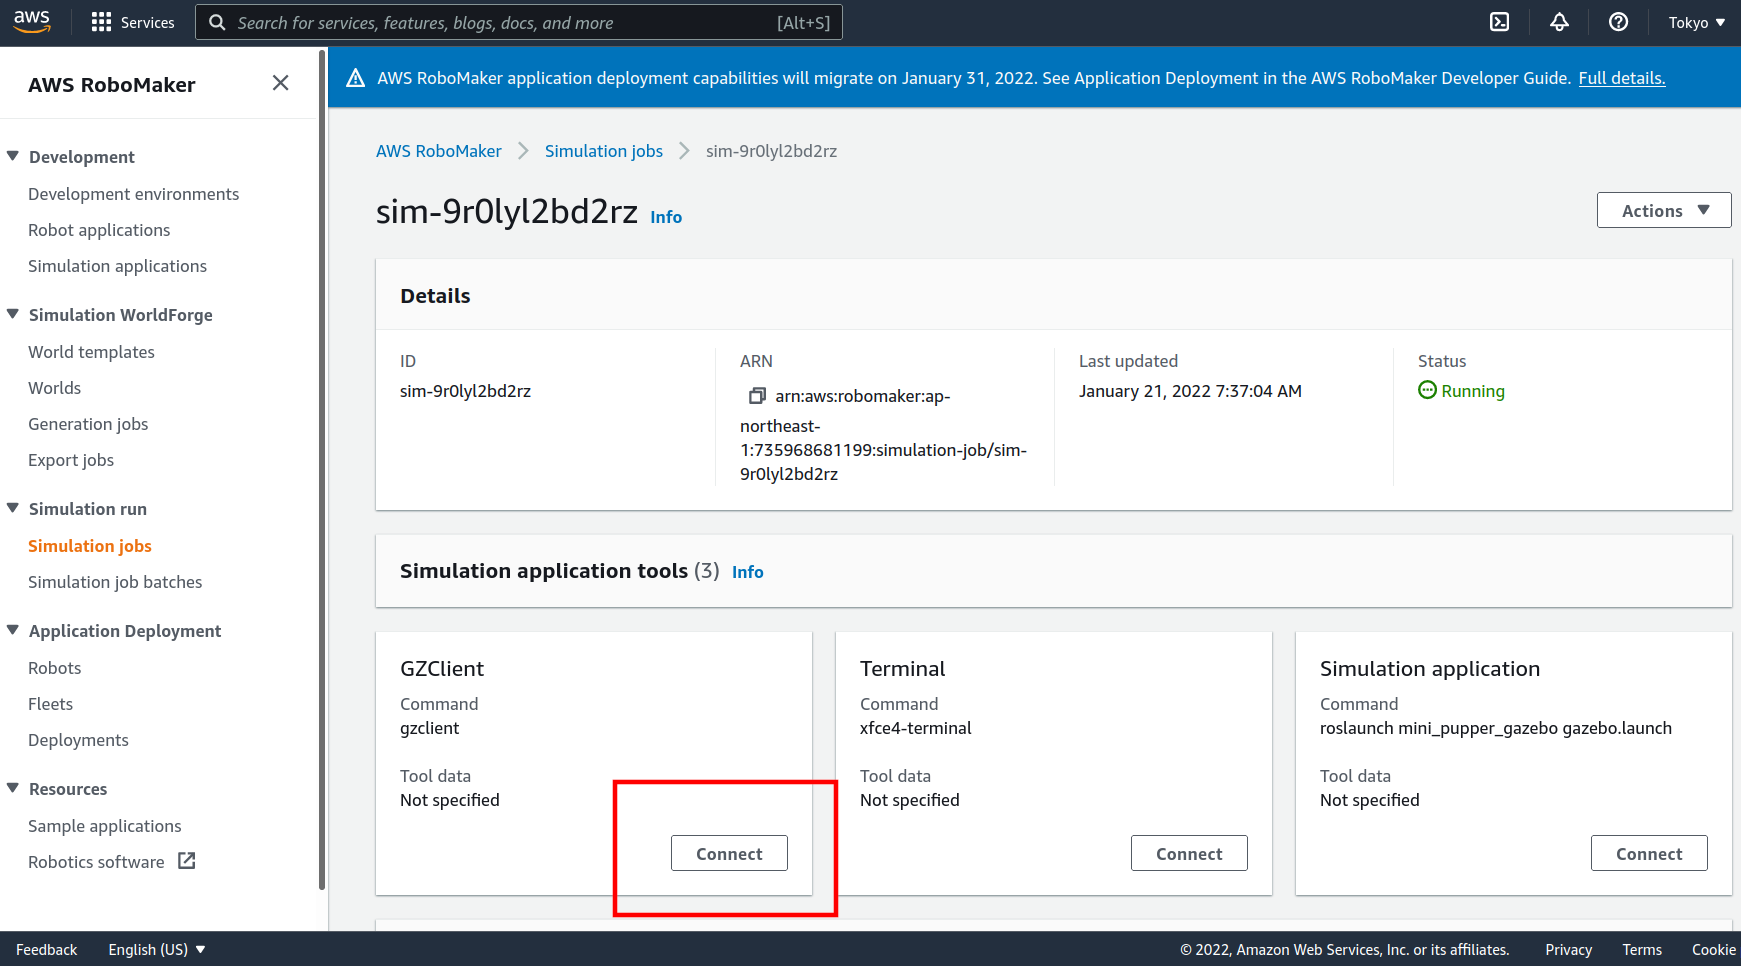 aws
Services
Search for services, features, blogs, docs, and more
[Alt+S]
Tokyo
AWS RoboMaker
Development
Development environments
Robot applications
Simulation applications
Simulation WorldForge
World templates
Worlds
Generation jobs
Export jobs
Simulation run
Simulation jobs
Simulation job batches
Application Deployment
Robots
Fleets
Deployments
Resources
Sample applications
Robotics software
AWS RoboMaker application deployment capabilities will migrate on January 31, 2022. See Application Deployment in the AWS RoboMaker Developer Guide. Full details.
AWS RoboMaker
Simulation jobs
sim-9r0lyl2bd2rz
sim-9r0lyl2bd2rz Info
Actions
Details
ID
sim-9r0lyl2bd2rz
ARN
arn:aws:robomaker:ap-
northeast-
1:735968681199:simulation-job/sim-
9r0lyl2bd2rz
Last updated
January 21, 2022 7:37:04 AM
Status
Running
Simulation application tools (3) Info
GZClient
Command
gzclient
Tool data
Not specified
Connect
Terminal
Command
xfce4-terminal
Tool data
Not specified
Connect
Simulation application
Command
roslaunch mini_pupper_gazebo gazebo.launch
Tool data
Not specified
Connect
Feedback
English (US)
© 2022, Amazon Web Services, Inc. or its affiliates.
Privacy
Terms
Cookie